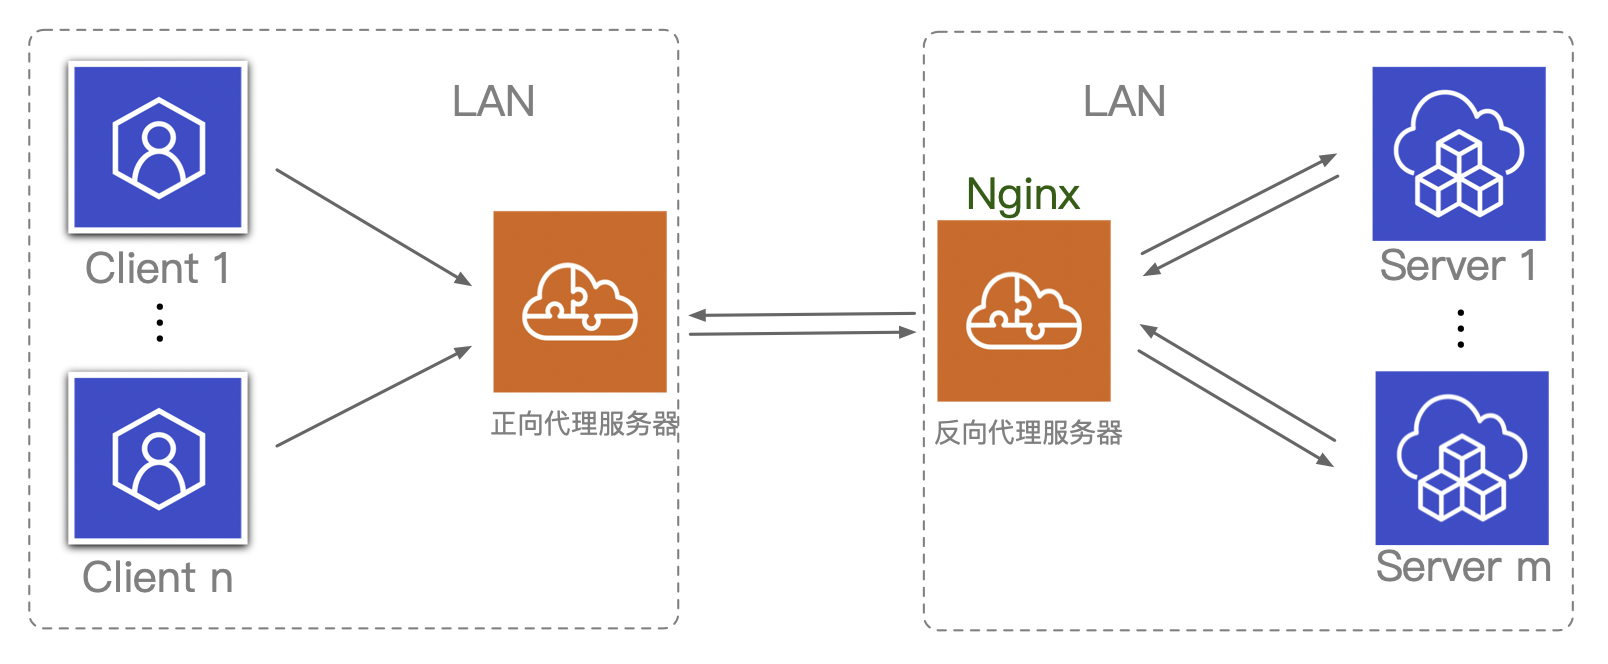 LAN
Client 1
正向代理服务器
Client n
LAN
Nginx
反向代理服务器
Server 1
Server m